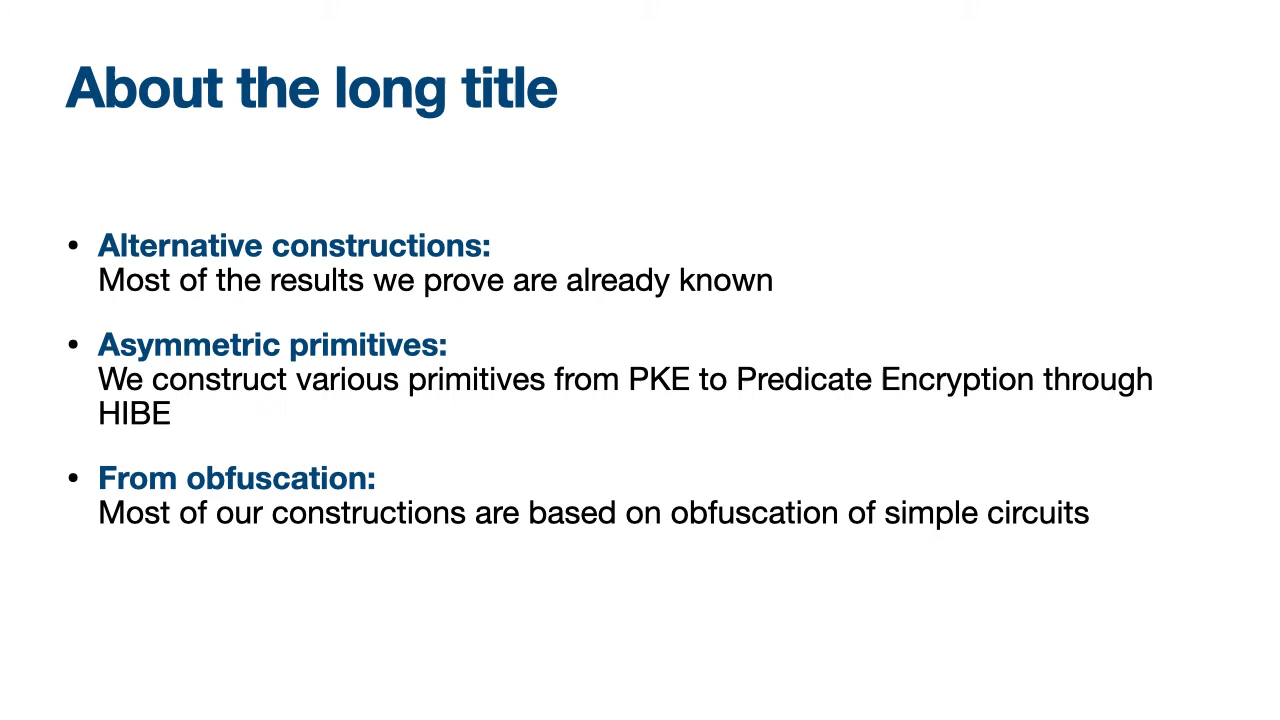 About the long title
• Alternative constructions:
Most of the results we prove are already known
• Asymmetric primitives:
We construct various primitives from PKE to Predicate Encryption through
HIBE
• From obfuscation:
Most of our constructions are based on obfuscation of simple circuits